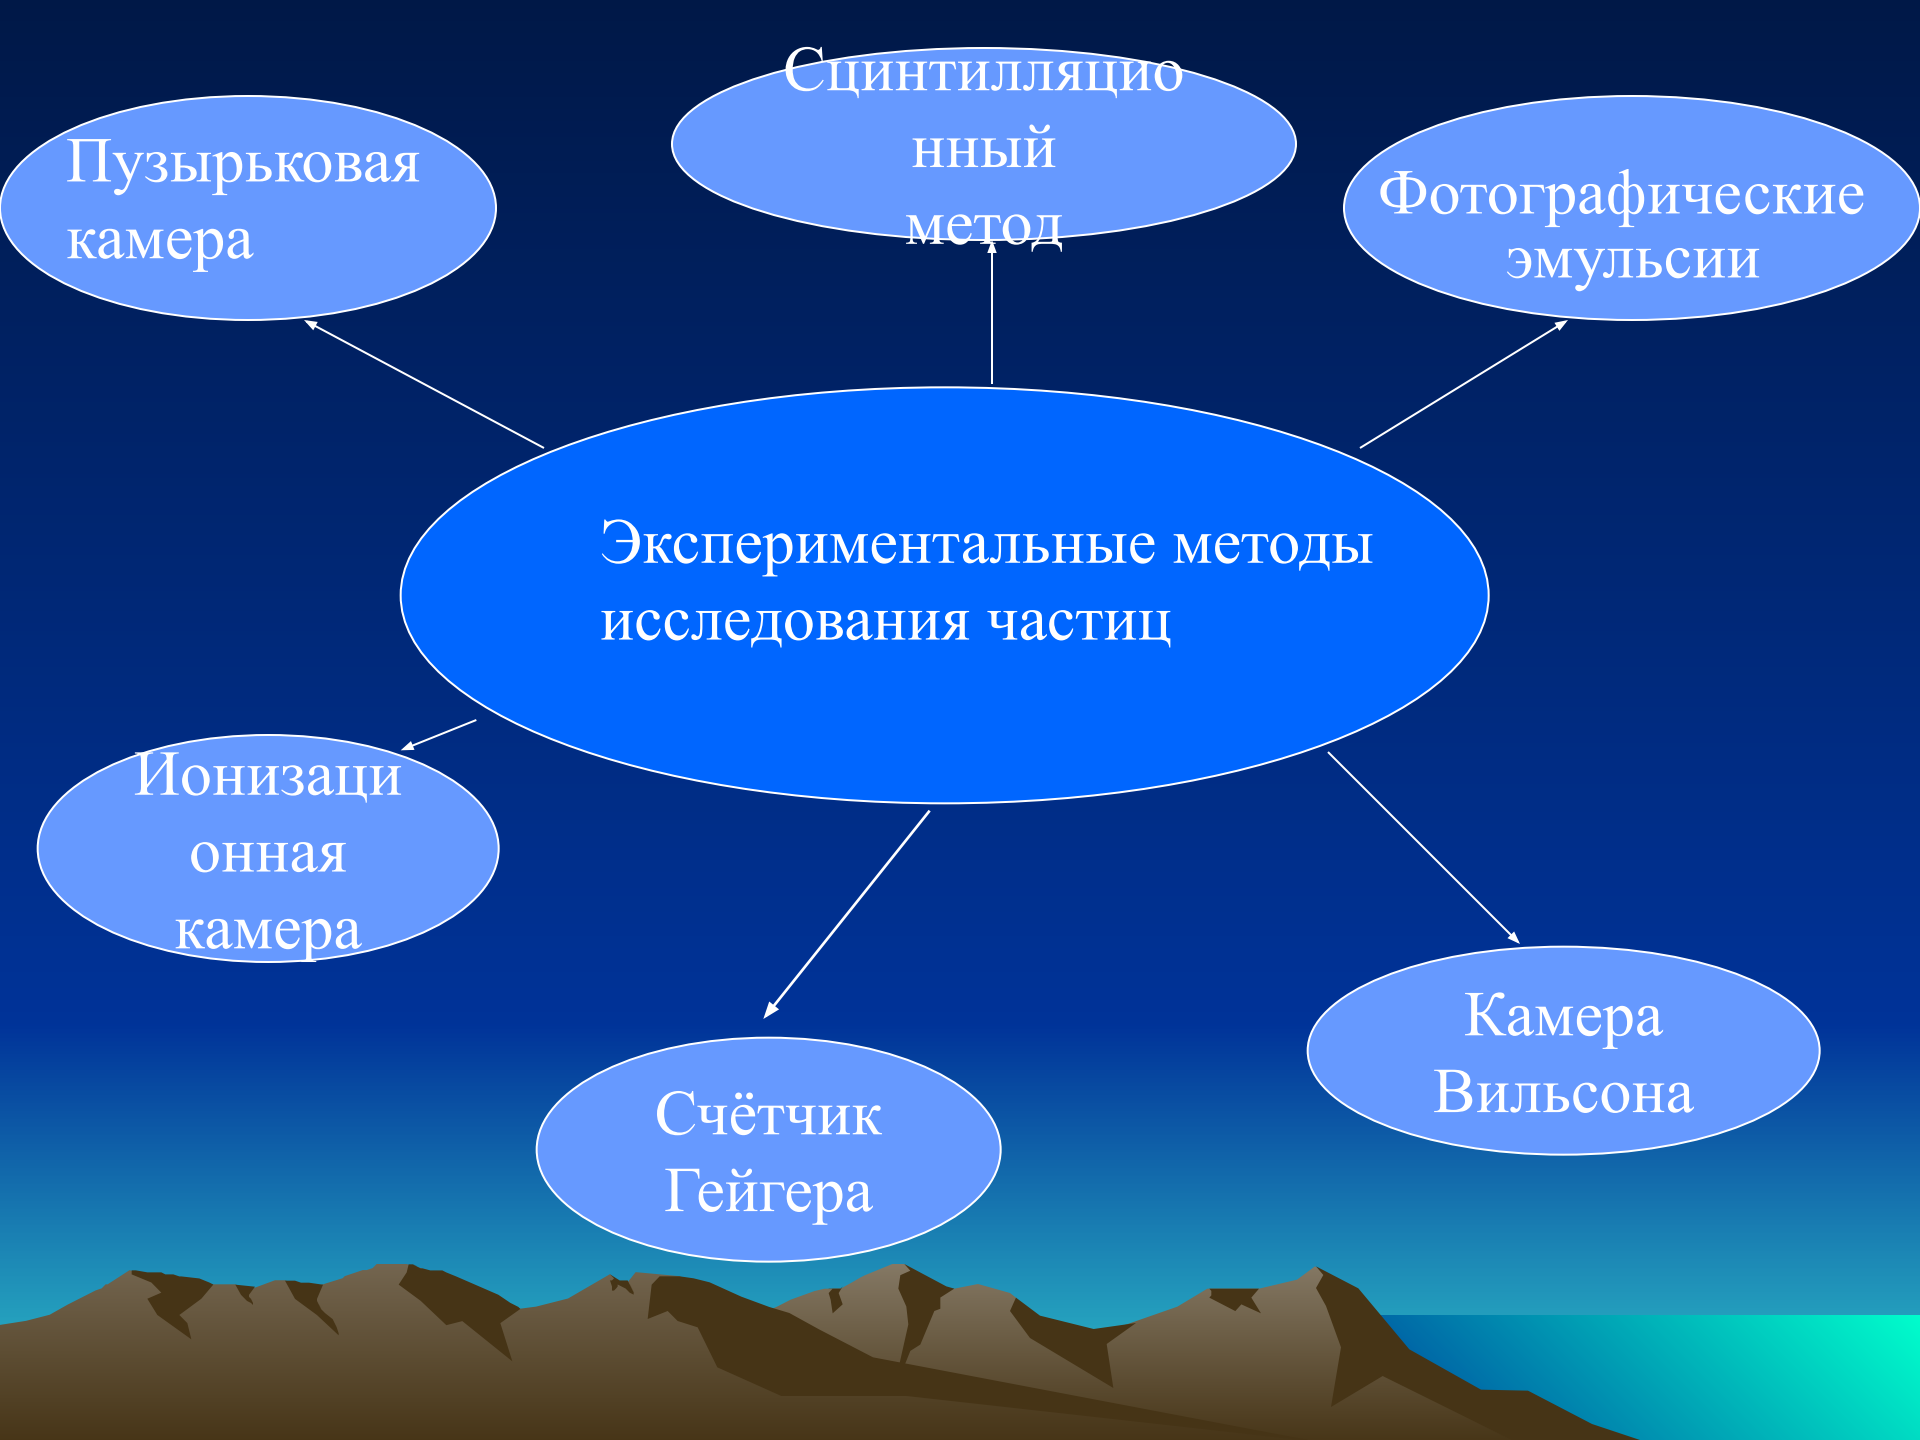 Сцинтилляцио
нный
метод
Пузырьковая
камера
Фотографические
эмульсии
Экспериментальные методы
исследования частиц
Ионизаци
онная
камера
Камера
Вильсона
Счётчик
Гейгера